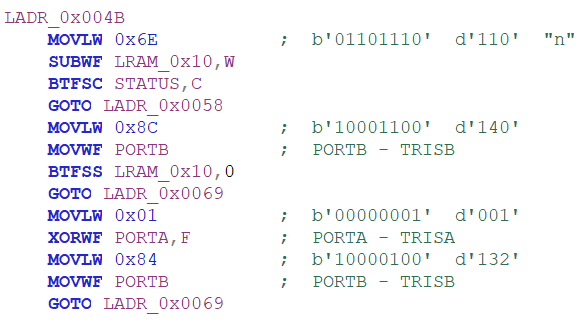 LADR_0x004B
MOVLW 0x6E ; b'01101110' d'110' "n"
SUBWF LRAM_0x10,W
BTFSC STATUS,C
GOTO LADR_0x0058
MOVLW 0x8C ; b'10001100' d'140'
MOVWF PORTB ; PORTB - TRISB
BTFSS LRAM_0x10,0
GOTO LADR_0x0069
MOVLW 0x01 ; b'00000001' d'001'
XORWF PORTA,F ; PORTA - TRISA
MOVLW 0x84 ; b'10000100' d'132'
MOVWF PORTB ; PORTB - TRISB
GOTO LADR_0x0069